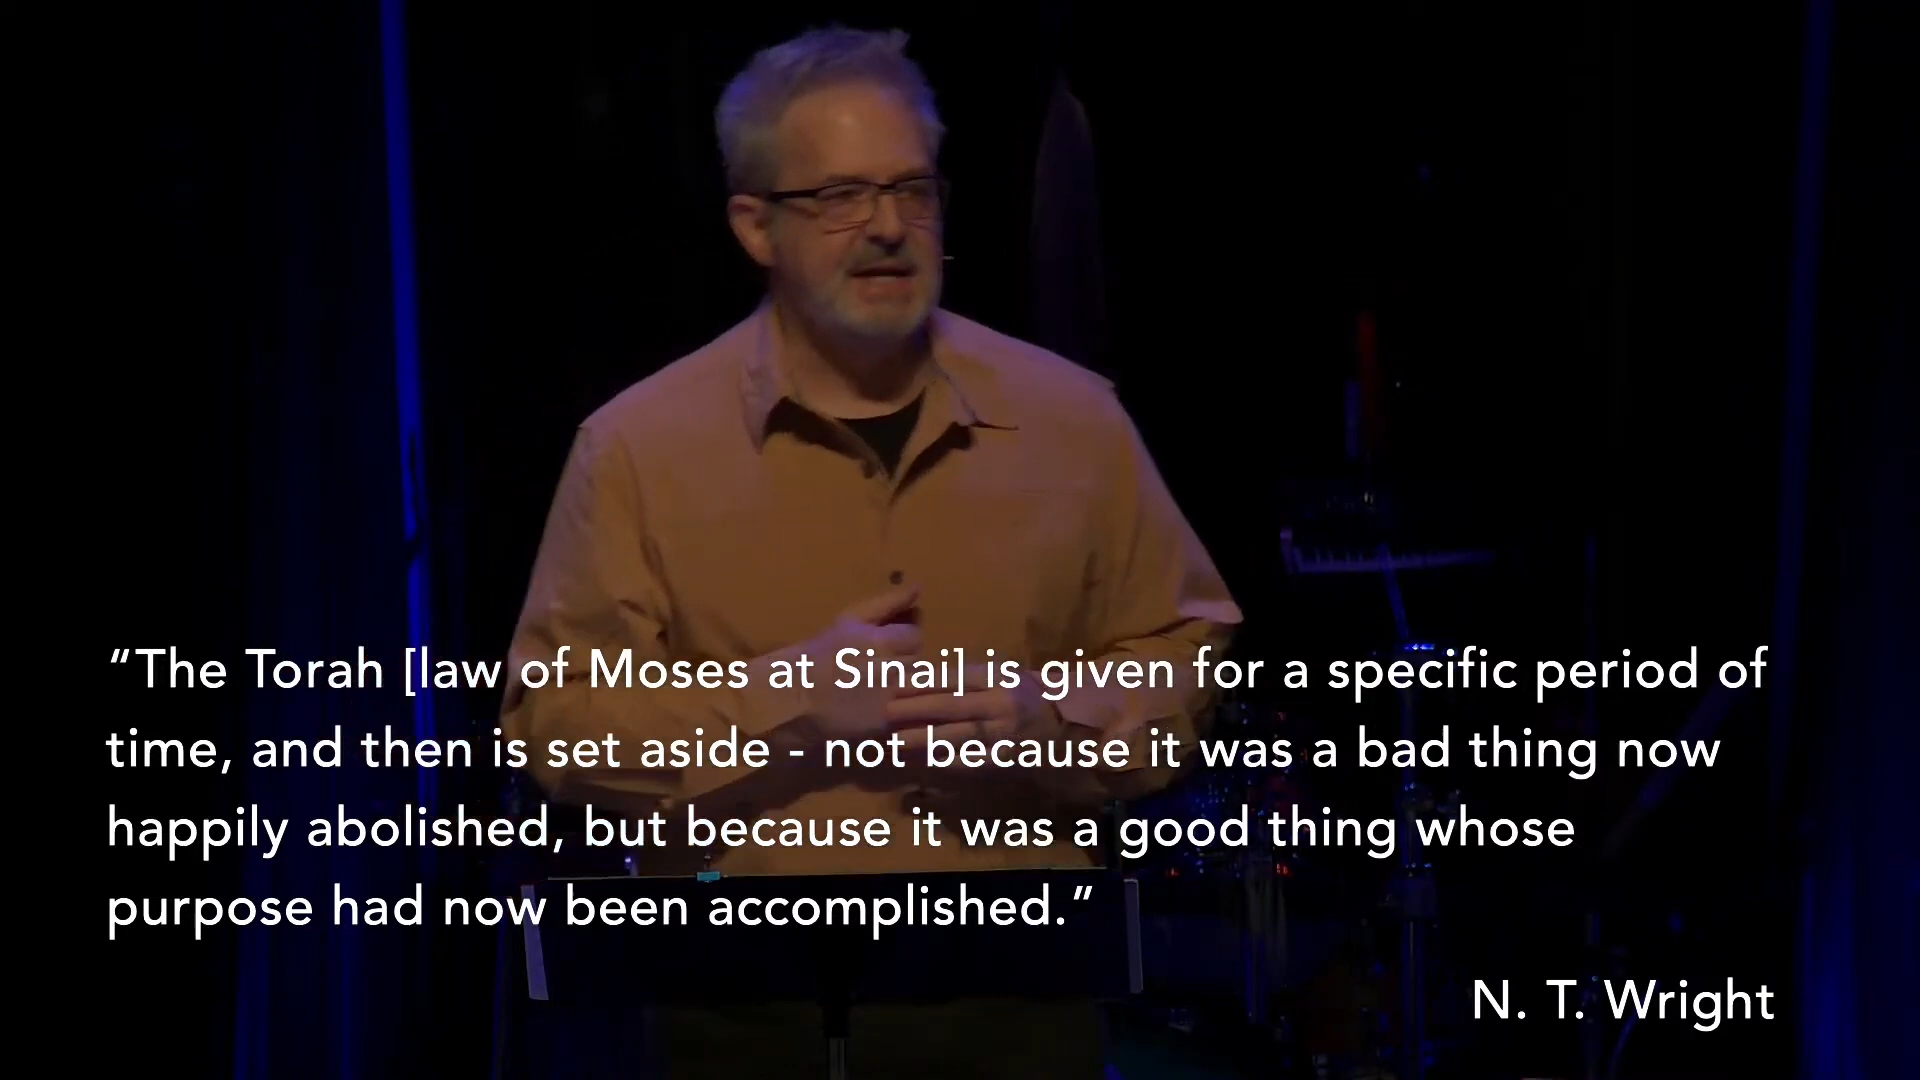 “The Torah [law of Moses at Sinai] is given for a specific period of
time, and then is set aside - not because it was a bad thing now
happily abolished, but because it was a good thing whose
purpose had now been accomplished.”
N. T. Wright